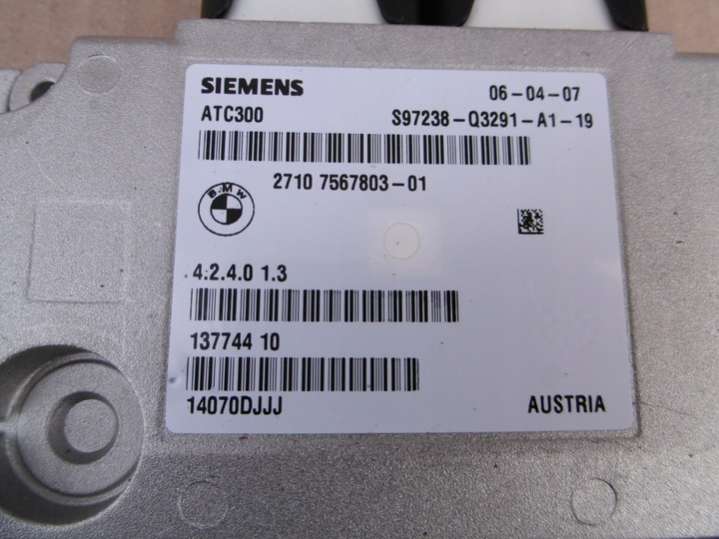 SIEMENS 06-04-07
ATC300 S97238-Q3291-A1-19
2710 7567803-01
BMW
4.2.4.0 1.3
137744 10
14070DJJJ AUSTRIA